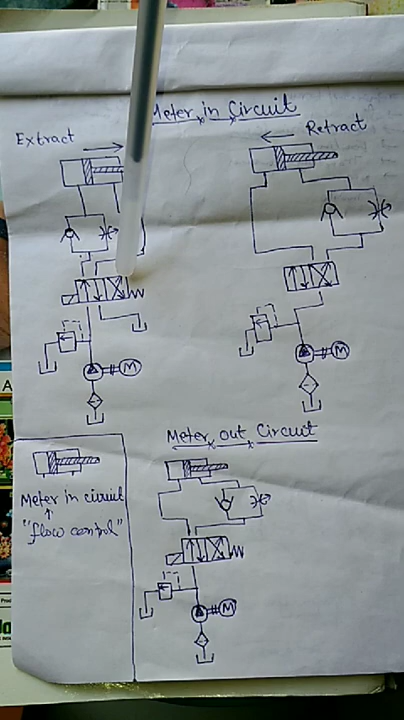 Meter in Circuit
Extract
Retract
M
M
Meter out Circuit
Meter in circuit
"flow control"
M